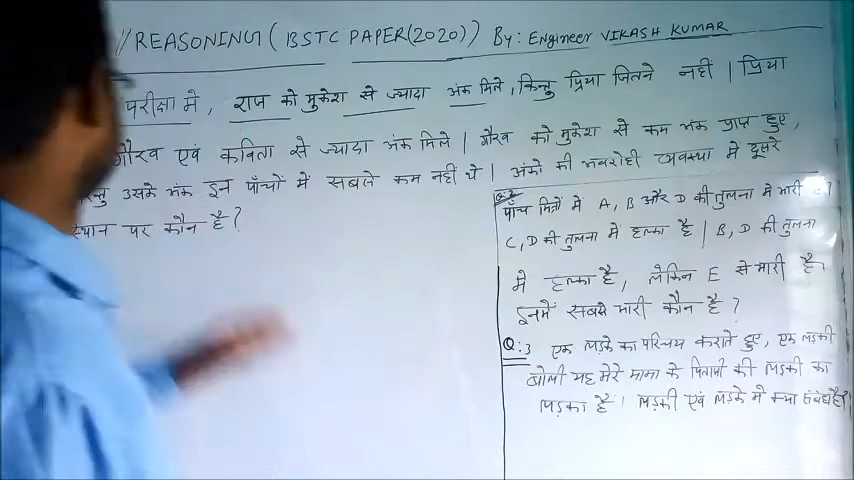 // REASONING ( BSTC PAPER(2020) ) By: Engineer VIKASH KUMAR
परीक्षा मे, राज को मुकेश से ज्यादा अंक मिले, किन्तु प्रिया जितने नहीं | प्रिया
गौरव एवं कविता से ज्यादा अंक मिले | गौरव को मुकेश से कम अंक प्राप्त हुए,
उसके अंक इन पाँचों में सबसे कम नहीं थे | अंको की अवरोही व्यवस्था मे दूसरे
स्थान पर कौन है ?
Q:2
पाँच मित्रों में A, B और D की तुलना मे भारी है ।
C, D की तुलना मे हल्का है | B, D की तुलना
मे हल्का है, लेकिन E से भारी है ।
इनमें सबसे भारी कौन है ?
Q:3 एक लड़के का परिचय कराते हुए, एक लड़की
बोली यह मेरे मामा के पिताजी की लड़की का
लड़का है । लड़की एवं लड़के मे क्या संबंध है ।